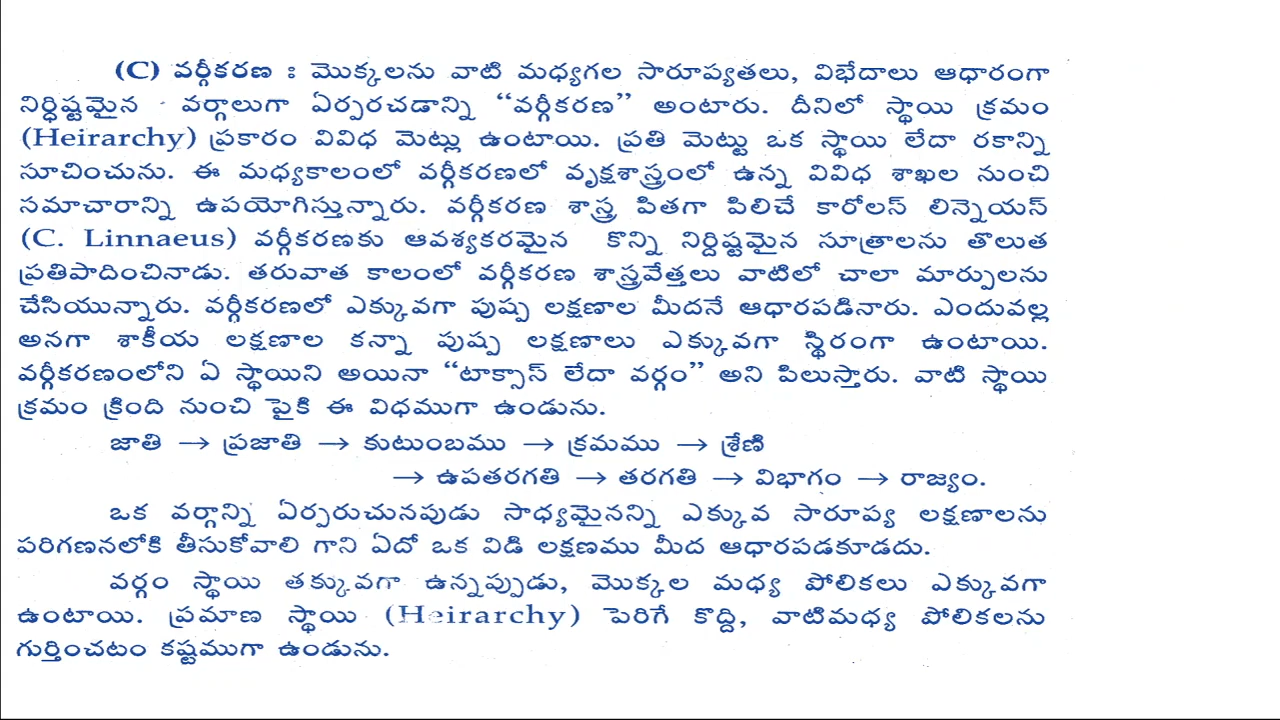 (C) వర్గీకరణ : మొక్కలను వాటి మధ్యగల సారూప్యతలు, విభేదాలు ఆధారంగా
నిర్ధిష్టమైన వర్గాలుగా ఏర్పరచడాన్ని “వర్గీకరణ” అంటారు. దీనిలో స్థాయి క్రమం
(Heirarchy) ప్రకారం వివిధ మెట్లు ఉంటాయి. ప్రతి మెట్టు ఒక స్థాయి లేదా రకాన్ని
సూచించును. ఈ మధ్యకాలంలో వర్గీకరణలో వృక్షశాస్త్రంలో ఉన్న వివిధ శాఖల నుంచి
సమాచారాన్ని ఉపయోగిస్తున్నారు. వర్గీకరణ శాస్త్ర పితగా పిలిచే కారోలస్ లిన్నెయస్
(C. Linnaeus) వర్గీకరణకు ఆవశ్యకరమైన కొన్ని నిర్దిష్టమైన సూత్రాలను తొలుత
ప్రతిపాదించినాడు. తరువాత కాలంలో వర్గీకరణ శాస్త్రవేత్తలు వాటిలో చాలా మార్పులను
చేసియున్నారు. వర్గీకరణలో ఎక్కువగా పుష్ప లక్షణాల మీదనే ఆధారపడినారు. ఎందువల్ల
అనగా శాకీయ లక్షణాల కన్నా పుష్ప లక్షణాలు ఎక్కువగా స్థిరంగా ఉంటాయి.
వర్గీకరణంలోని ఏ స్థాయిని అయినా “టాక్సాస్ లేదా వర్గం” అని పిలుస్తారు. వాటి స్థాయి
క్రమం క్రింది నుంచి పైకి ఈ విధముగా ఉండును.
జాతి → ప్రజాతి → కుటుంబము → క్రమము → శ్రేణి
→ ఉపతరగతి → తరగతి → విభాగం → రాజ్యం.
ఒక వర్గాన్ని ఏర్పరుచునపుడు సాధ్యమైనన్ని ఎక్కువ సారూప్య లక్షణాలను
పరిగణనలోకి తీసుకోవాలి గాని ఏదో ఒక విడి లక్షణము మీద ఆధారపడకూడదు.
వర్గం స్థాయి తక్కువగా ఉన్నప్పుడు, మొక్కల మధ్య పోలికలు ఎక్కువగా
ఉంటాయి. ప్రమాణ స్థాయి (Heirarchy) పెరిగే కొద్ది, వాటిమధ్య పోలికలను
గుర్తించటం కష్టముగా ఉండును.